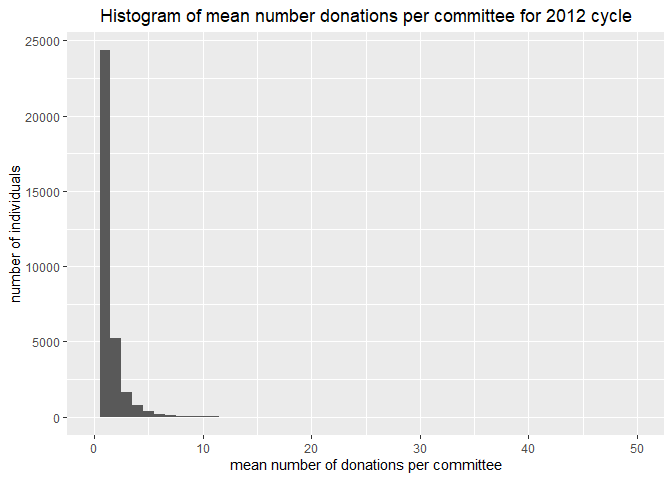 Histogram of mean number donations per committee for 2012 cycle
25000
20000
15000
10000
5000
0
number of individuals
0 10 20 30 40 50
mean number of donations per committee